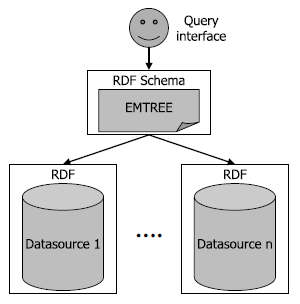 Query
interface
RDF Schema
EMTREE
RDF
RDF
Datasource 1
....
Datasource n